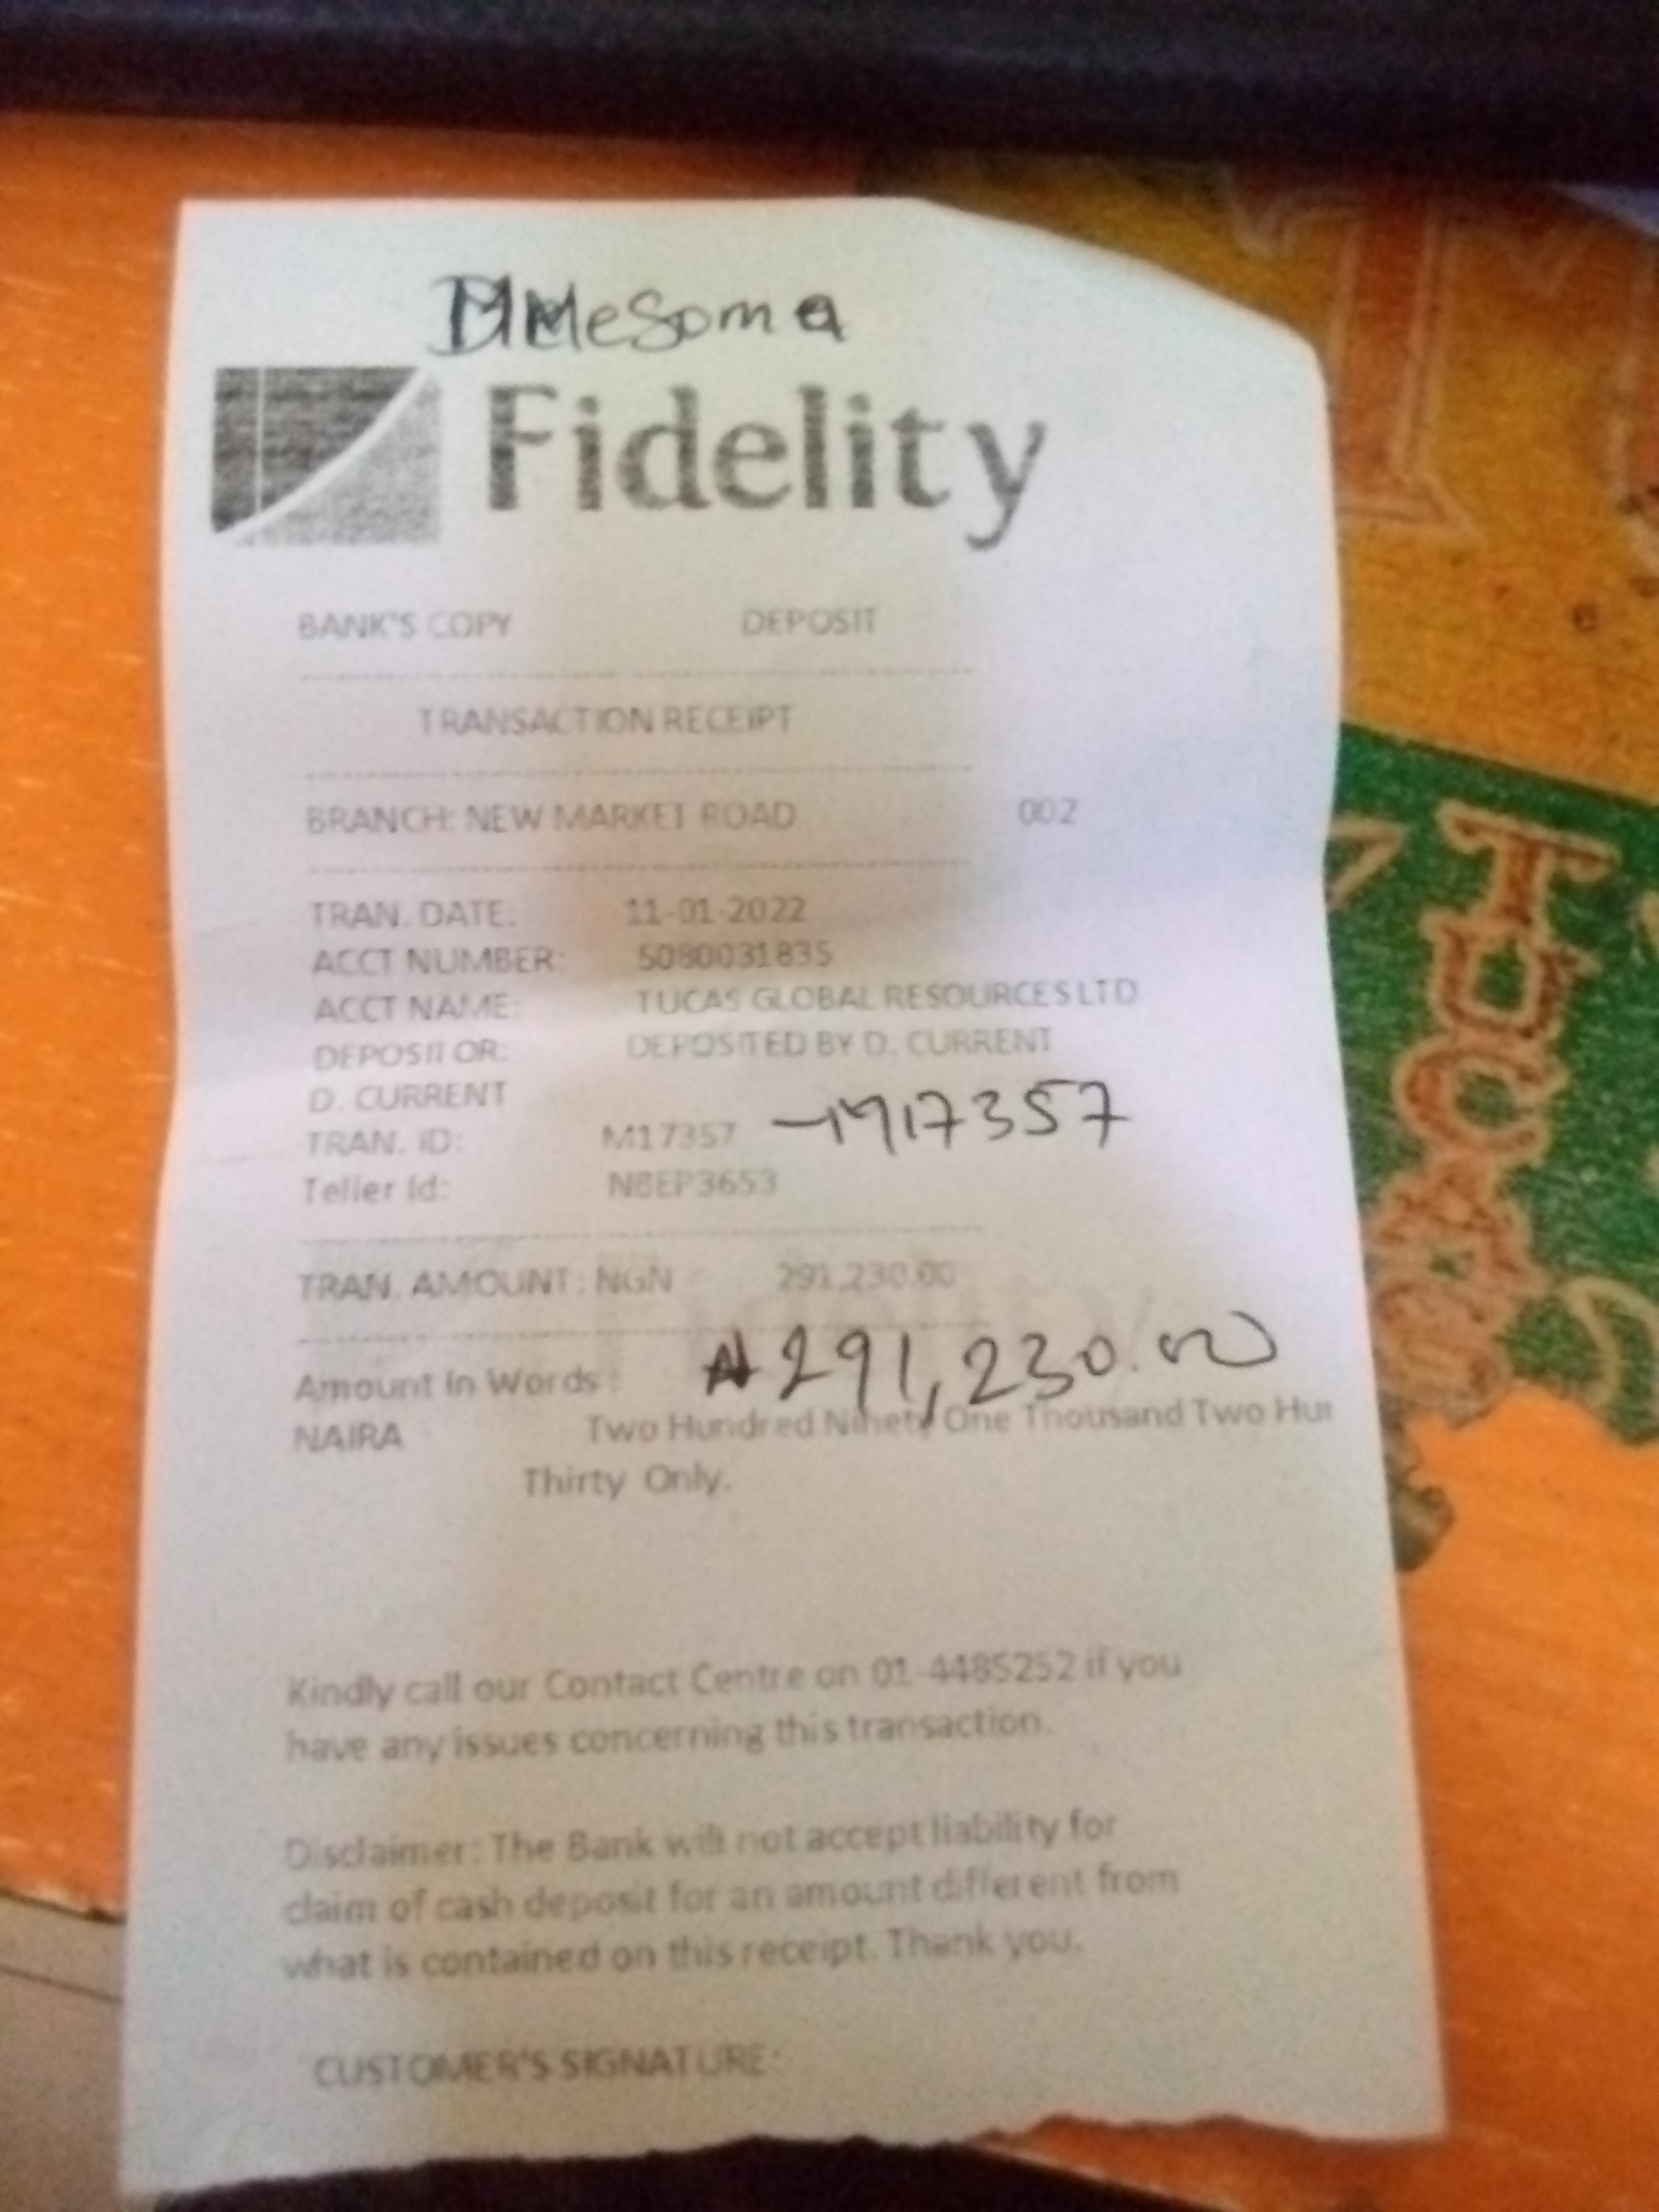 Mmesoma
Fidelity
BANK'S COPY DEPOSIT
TRANSACTION RECEIPT
BRANCH: NEW MARKET ROAD 002
TRAN. DATE: 11-01-2022
ACCT NUMBER: 5080031835
ACCT NAME: TUCAS GLOBAL RESOURCES LTD
DEPOSITOR: DEPOSITED BY D. CURRENT
D. CURRENT
TRAN. ID: M17357
Teller Id: NBEP3653
TRAN. AMOUNT: NGN 291,230.00
₦291,230.00
Amount In Words :
NAIRA Two Hundred Ninety One Thousand Two Hu
Thirty Only.
Kindly call our Contact Centre on 01-4485252 if you
have any issues concerning this transaction.
Disclaimer: The Bank will not accept liability for
claim of cash deposit for an amount different from
what is contained on this receipt. Thank you.
CUSTOMER'S SIGNATURE:
TUCAS